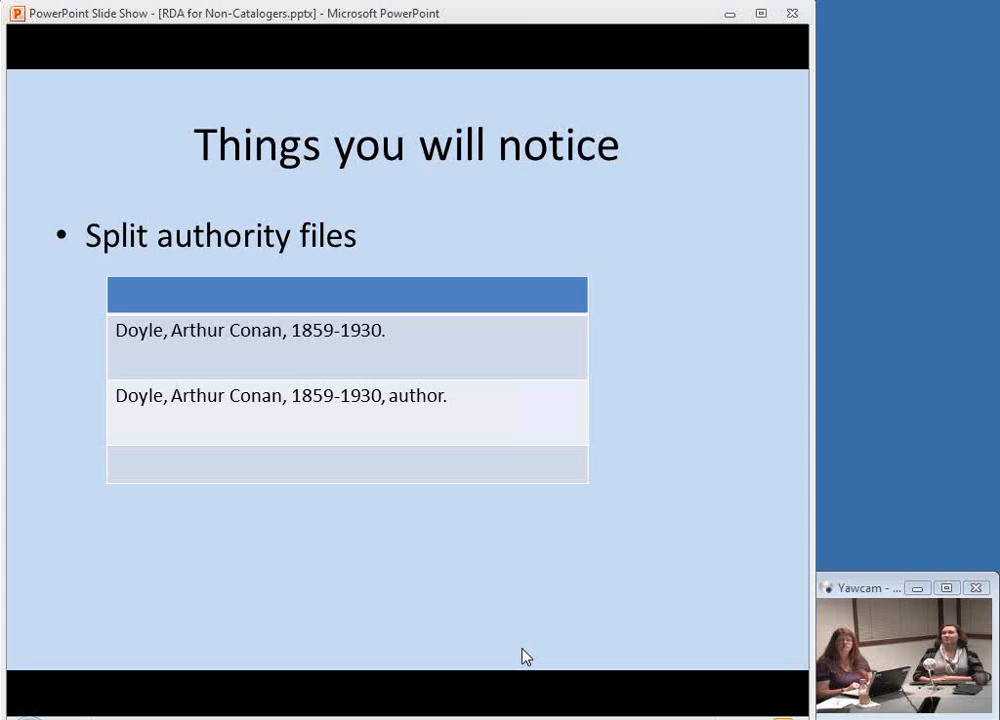 PowerPoint Slide Show - [RDA for Non-Catalogers.pptx] - Microsoft PowerPoint
Things you will notice
• Split authority files
Doyle, Arthur Conan, 1859-1930.
Doyle, Arthur Conan, 1859-1930, author.
Yawcam - ...